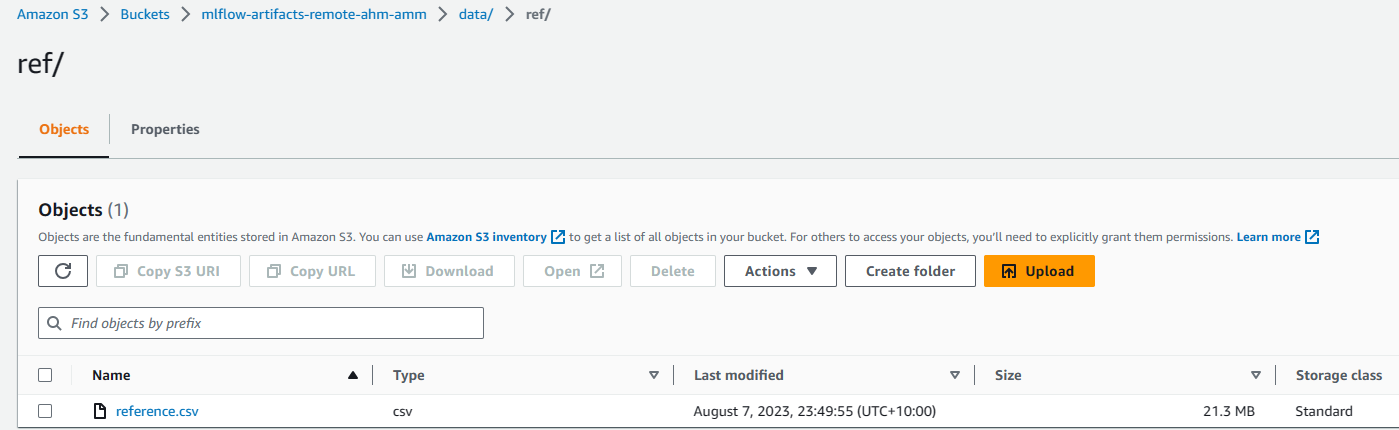 Amazon S3 > Buckets > mlflow-artifacts-remote-ahm-amm > data/ > ref/
ref/
Objects Properties
Objects (1)
Objects are the fundamental entities stored in Amazon S3. You can use Amazon S3 inventory to get a list of all objects in your bucket. For others to access your objects, you'll need to explicitly grant them permissions. Learn more
Copy S3 URI Copy URL Download Open Delete Actions Create folder Upload
Find objects by prefix
Name Type Last modified Size Storage class
reference.csv csv August 7, 2023, 23:49:55 (UTC+10:00) 21.3 MB Standard